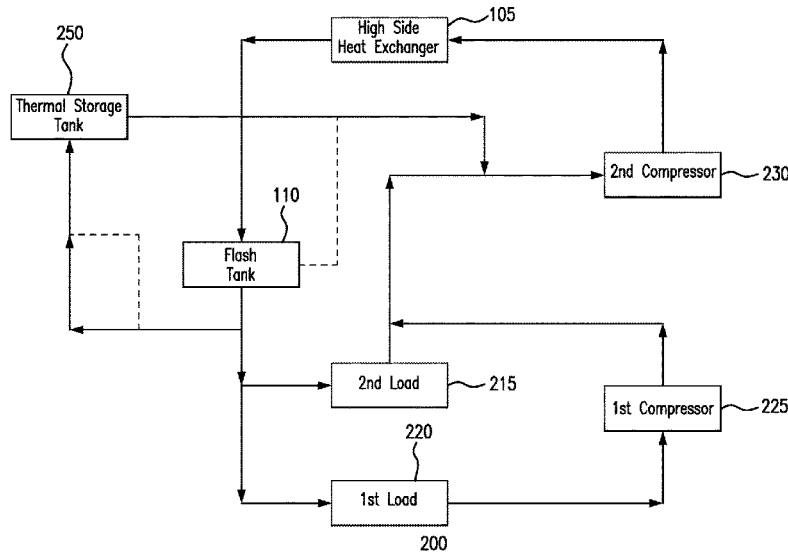 105
High Side
Heat Exchanger
250
Thermal Storage
Tank
2nd Compressor
230
110
Flash
Tank
2nd Load
215
1st Compressor
225
220
1st Load
200